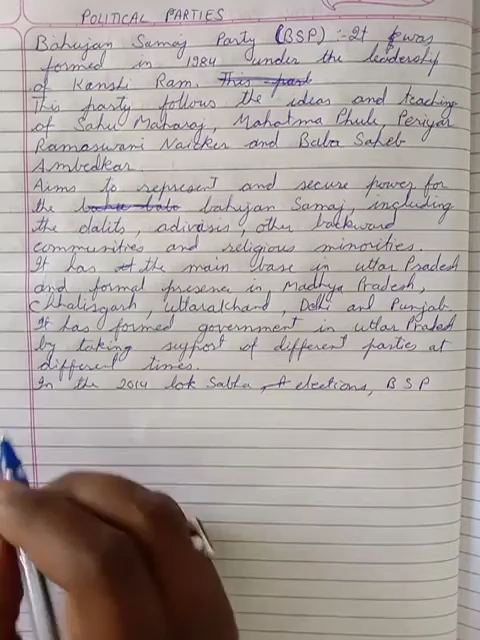 POLITICAL PARTIES
Bahujan Samaj Party (BSP) :- It was
formed in 1984 under the leadership
of Kanshi Ram. This part
This party follows the ideas and teaching
of Sahu Maharaj, Mahatma Phule, Periyar
Ramaswani Naicker and Baba Saheb
Ambedkar.
Aims to represent and secure power for
the bahujan Samaj, including
the dalits, adivasis, other backward
communities and religious minorities.
It has the main base in uttar Pradesh
and formal presence in, Madhya Pradesh,
Chhatisgarh, uttarakhand, Delhi and Punjab.
It has formed government in uttar Pradesh
by taking support of different parties at
different times.
In the 2014 lok Sabha elections, BSP